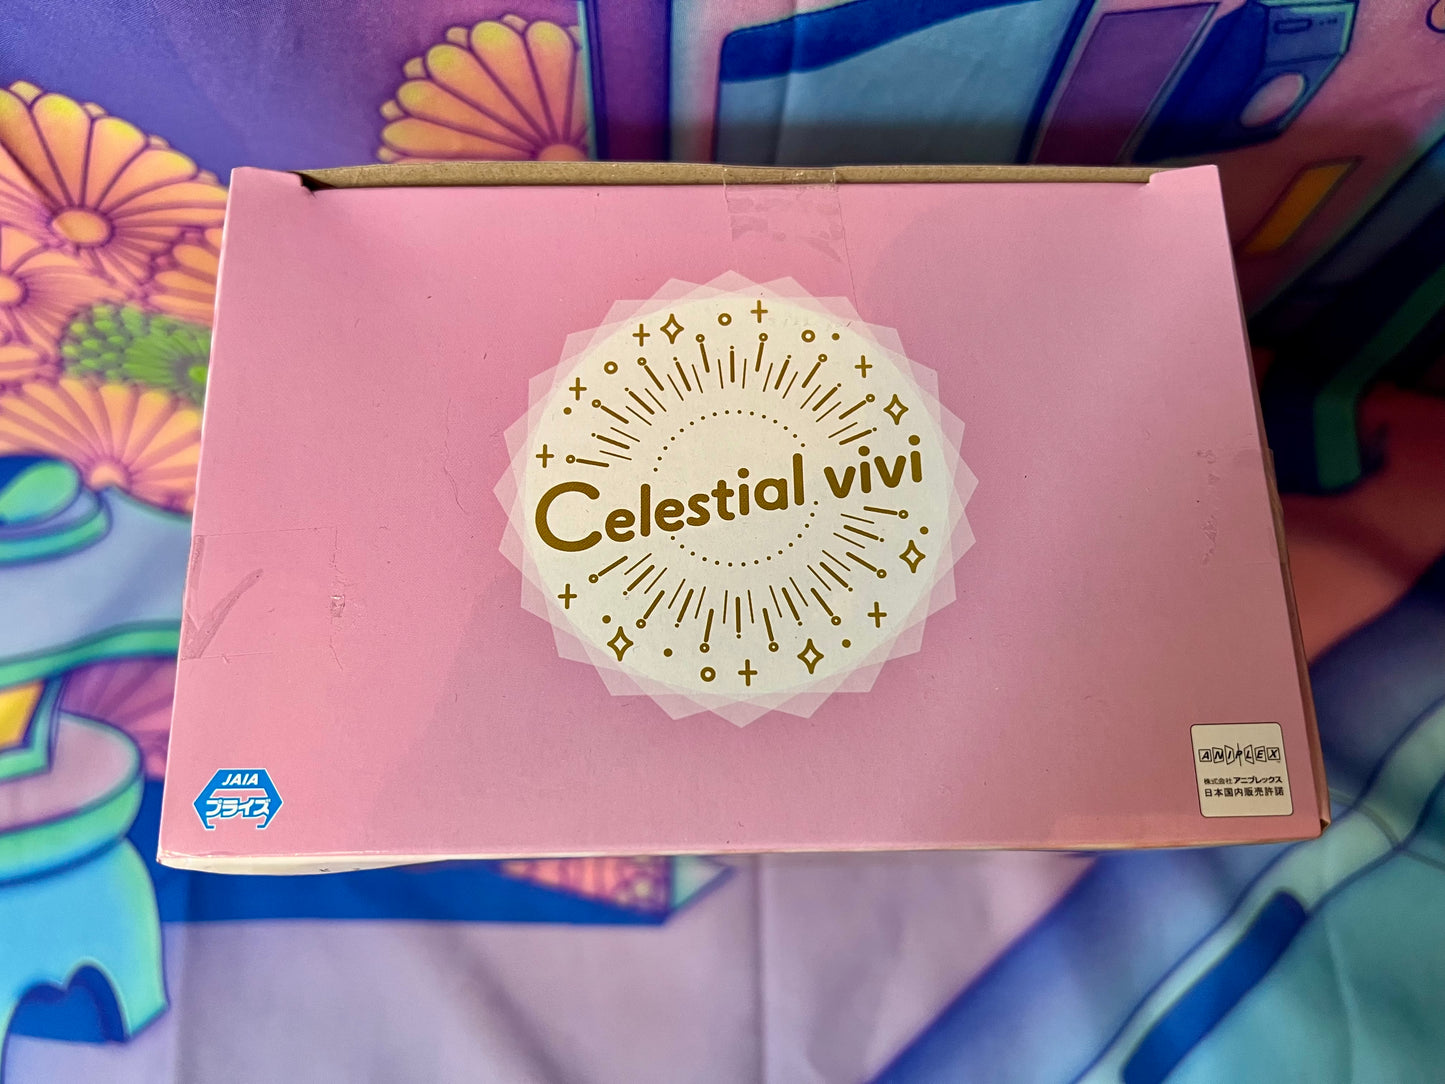 Celestial vivi
JAIA
プライズ
ANIPLEX
株式会社アニプレックス
日本国内販売許諾